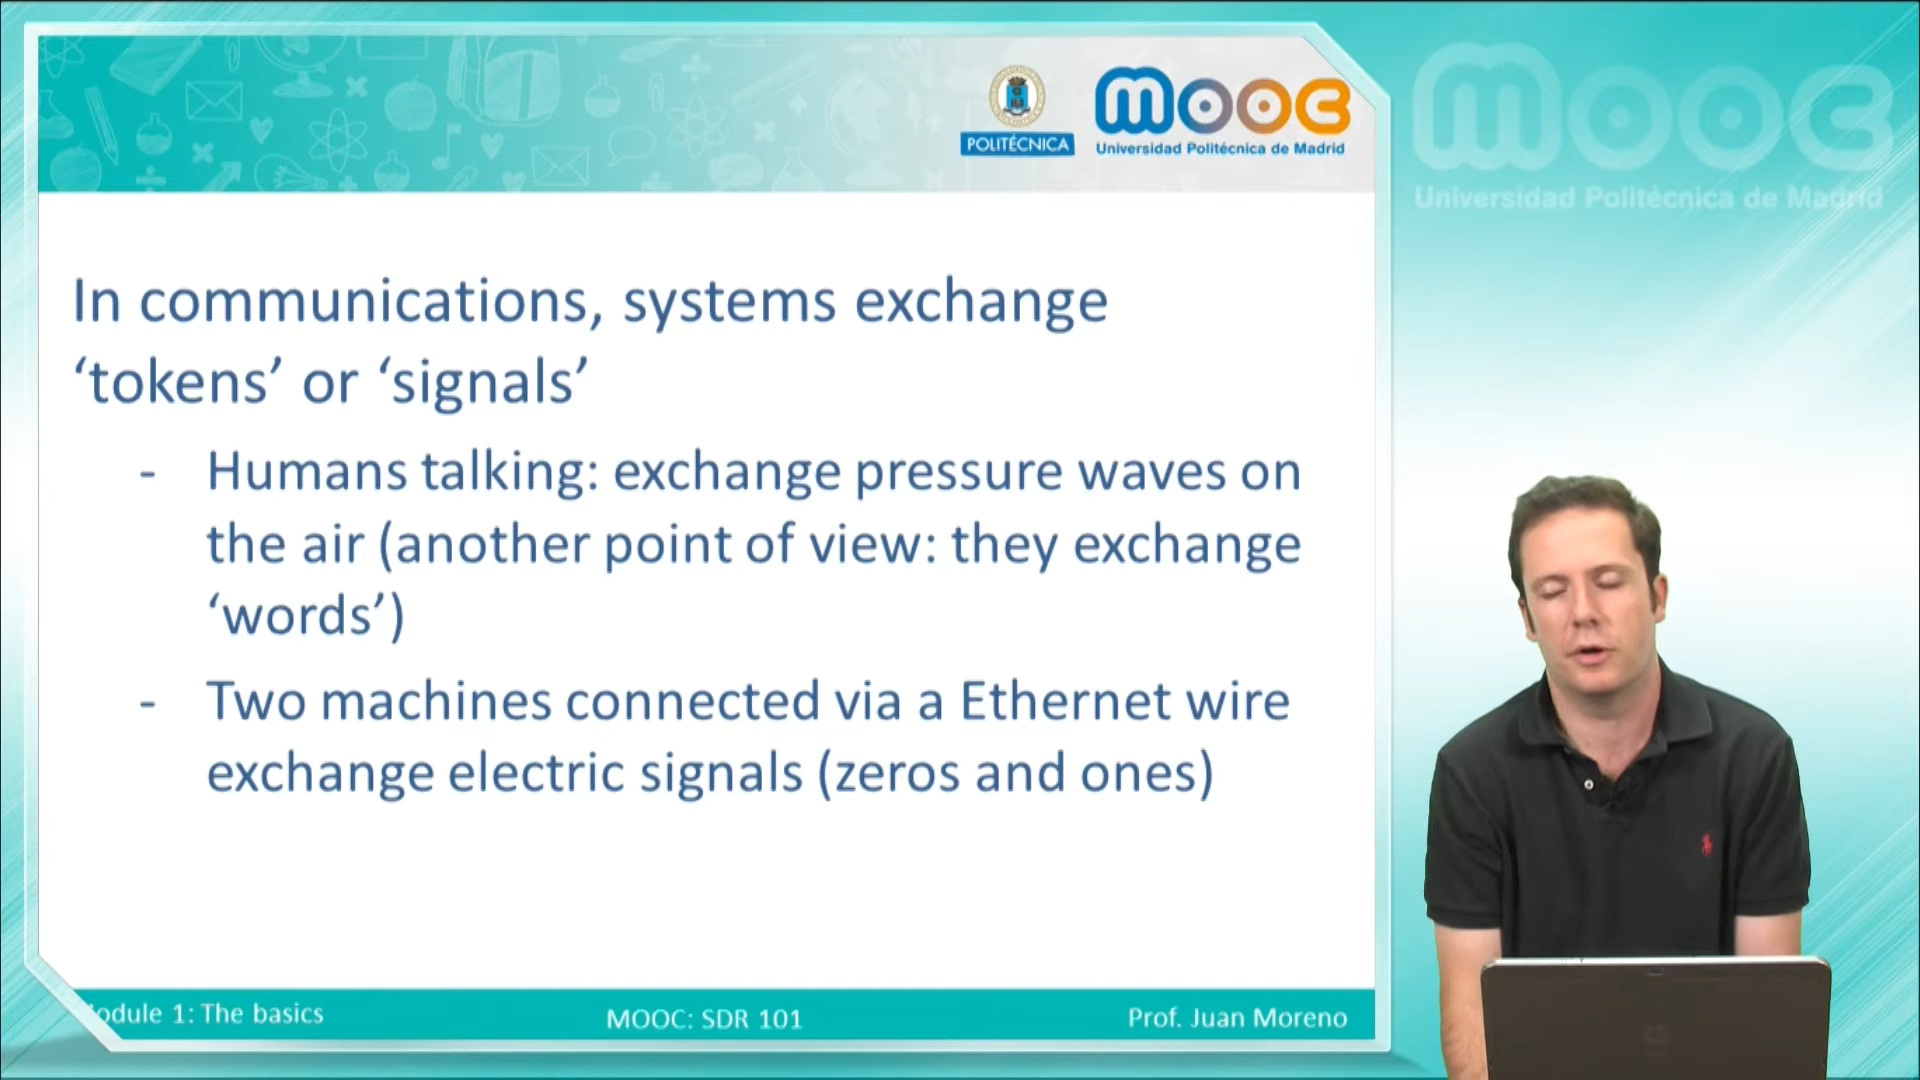 POLITÉCNICA
mooc
Universidad Politécnica de Madrid
mooc
Universidad Politécnica de Madrid
In communications, systems exchange
‘tokens’ or ‘signals’
- Humans talking: exchange pressure waves on
the air (another point of view: they exchange
‘words’)
- Two machines connected via a Ethernet wire
exchange electric signals (zeros and ones)
odule 1: The basics
MOOC: SDR 101
Prof. Juan Moreno